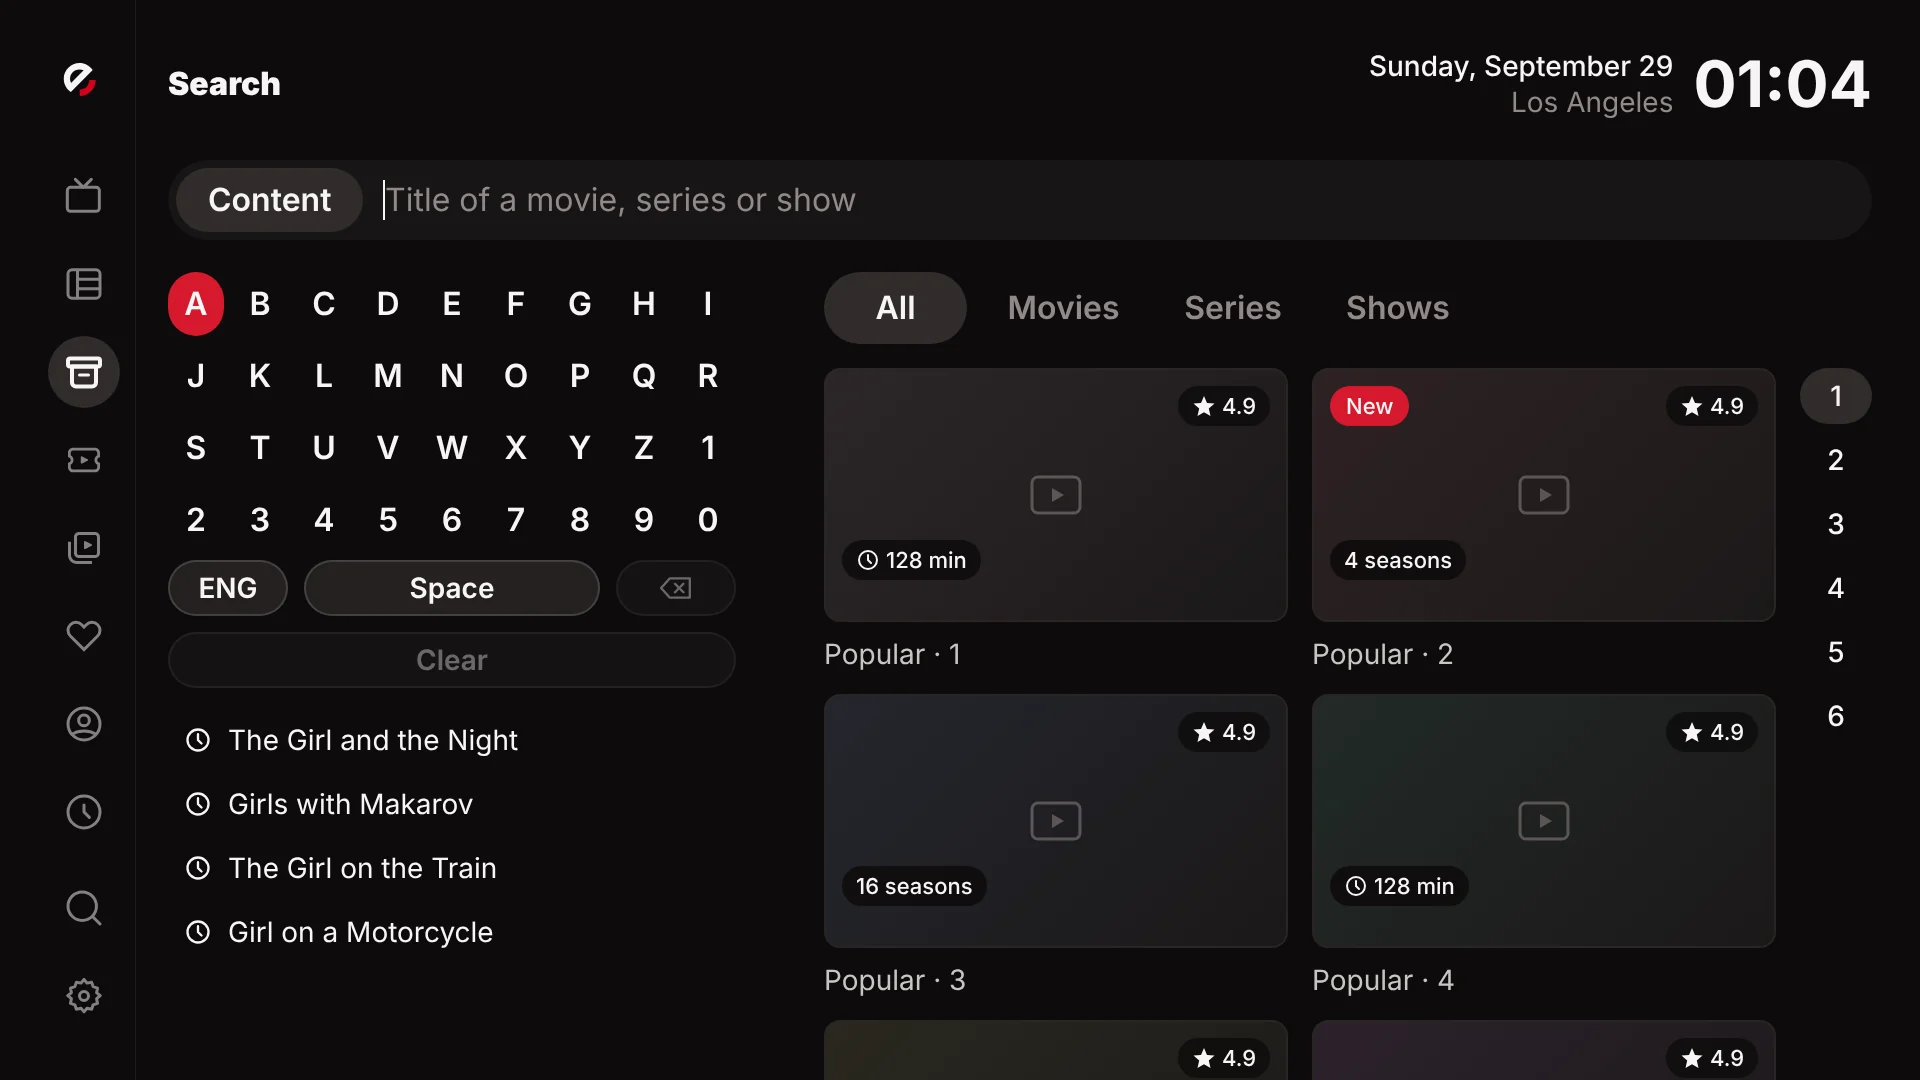 Search
Sunday, September 29
Los Angeles
01:04
Content
Title of a movie, series or show
A B C D E F G H I
J K L M N O P Q R
S T U V W X Y Z 1
2 3 4 5 6 7 8 9 0
ENG Space
Clear
The Girl and the Night
Girls with Makarov
The Girl on the Train
Girl on a Motorcycle
All Movies Series Shows
4.9
128 min
Popular · 1
New
4.9
4 seasons
Popular · 2
4.9
16 seasons
Popular · 3
4.9
128 min
Popular · 4
4.9
4.9
1
2
3
4
5
6